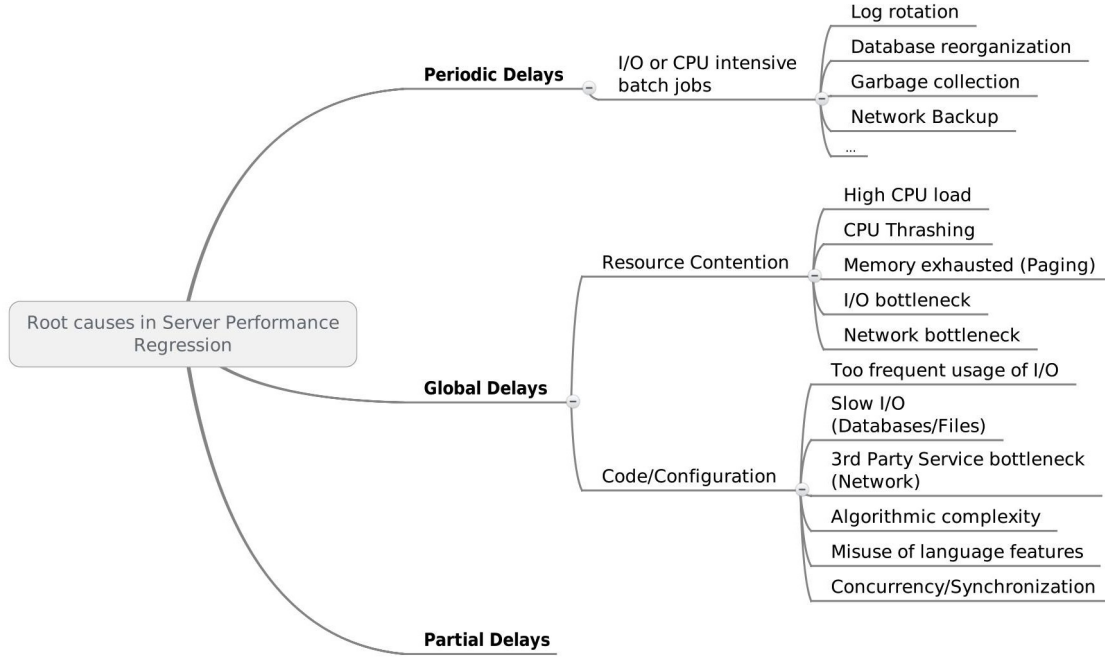 Root causes in Server Performance
Regression
Periodic Delays
I/O or CPU intensive
batch jobs
Log rotation
Database reorganization
Garbage collection
Network Backup
...
Global Delays
Resource Contention
High CPU load
CPU Thrashing
Memory exhausted (Paging)
I/O bottleneck
Network bottleneck
Code/Configuration
Too frequent usage of I/O
Slow I/O
(Databases/Files)
3rd Party Service bottleneck
(Network)
Algorithmic complexity
Misuse of language features
Concurrency/Synchronization
Partial Delays